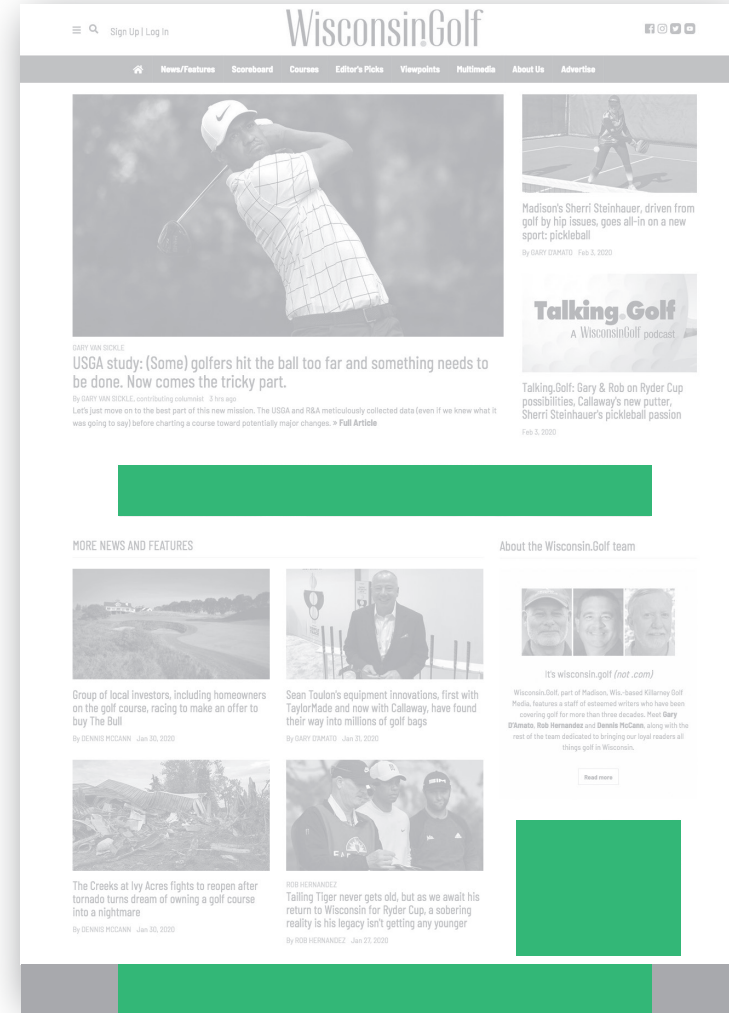 Sign Up | Log In
Wisconsin.Golf
News/Features Scoreboard Courses Editor's Picks Viewpoints Multimedia About Us Advertise
GARY VAN SICKLE
USGA study: (Some) golfers hit the ball too far and something needs to
be done. Now comes the tricky part.
By GARY VAN SICKLE, contributing columnist 3 hrs ago
Let's just move on to the best part of this new mission. The USGA and R&A meticulously collected data (even if we knew what it
was going to say) before charting a course toward potentially major changes. > Full Article
Madison's Sherri Steinhauer, driven from
golf by hip issues, goes all-in on a new
sport: pickleball
By GARY D'AMATO Feb 3, 2020
Talking.Golf
A WisconsinGolf podcast
Talking.Golf: Gary & Rob on Ryder Cup
possibilities, Callaway's new putter,
Sherri Steinhauer's pickleball passion
Feb 3, 2020
MORE NEWS AND FEATURES
Group of local investors, including homeowners
on the golf course, racing to make an offer to
buy The Bull
By DENNIS MCCANN Jan 30, 2020
Sean Toulon's equipment innovations, first with
TaylorMade and now with Callaway, have found
their way into millions of golf bags
By GARY D'AMATO Jan 31, 2020
The Creeks at Ivy Acres fights to reopen after
tornado turns dream of owning a golf course
into a nightmare
By DENNIS MCCANN Jan 30, 2020
ROB HERNANDEZ
Tailing Tiger never gets old, but as we await his
return to Wisconsin for Ryder Cup, a sobering
reality is his legacy isn't getting any younger
By ROB HERNANDEZ Jan 27, 2020
About the Wisconsin.Golf team
It's wisconsin.golf (not .com)
Wisconsin.Golf, part of Madison, Wis.-based Killarney Golf
Media, features a staff of esteemed writers who have been
covering golf for more than three decades. Meet Gary
D'Amato, Rob Hernandez and Dennis McCann, along with the
rest of the team dedicated to bringing our loyal readers all
things golf in Wisconsin.
Read more